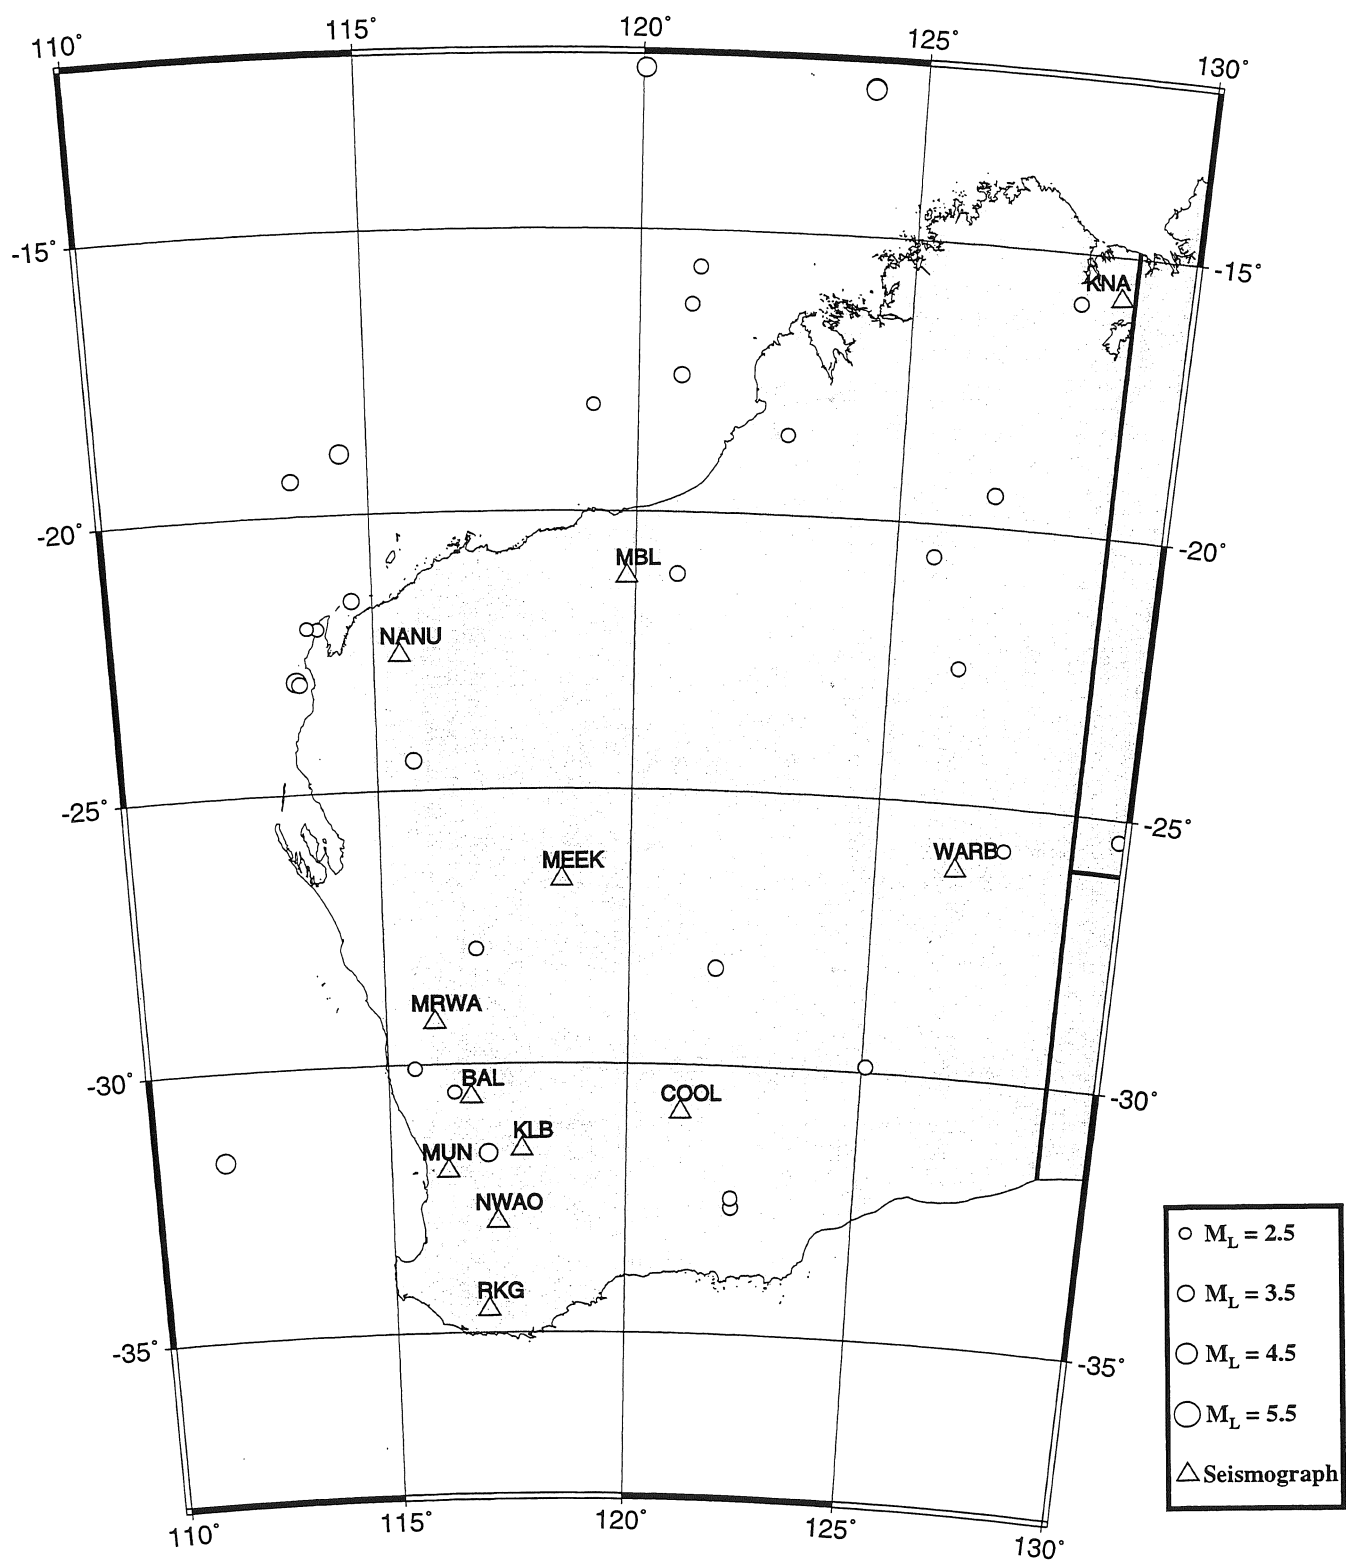 110° 115° 120° 125° 130°
-15° -15°
KNA
-20° -20°
MBL
NANU
-25° -25°
MEEK WARB
MRWA
-30° BAL COOL -30°
KLB
MUN
NWAO
RKG
-35° -35°
110° 115° 120° 125° 130°
M_L = 2.5
M_L = 3.5
M_L = 4.5
M_L = 5.5
Seismograph